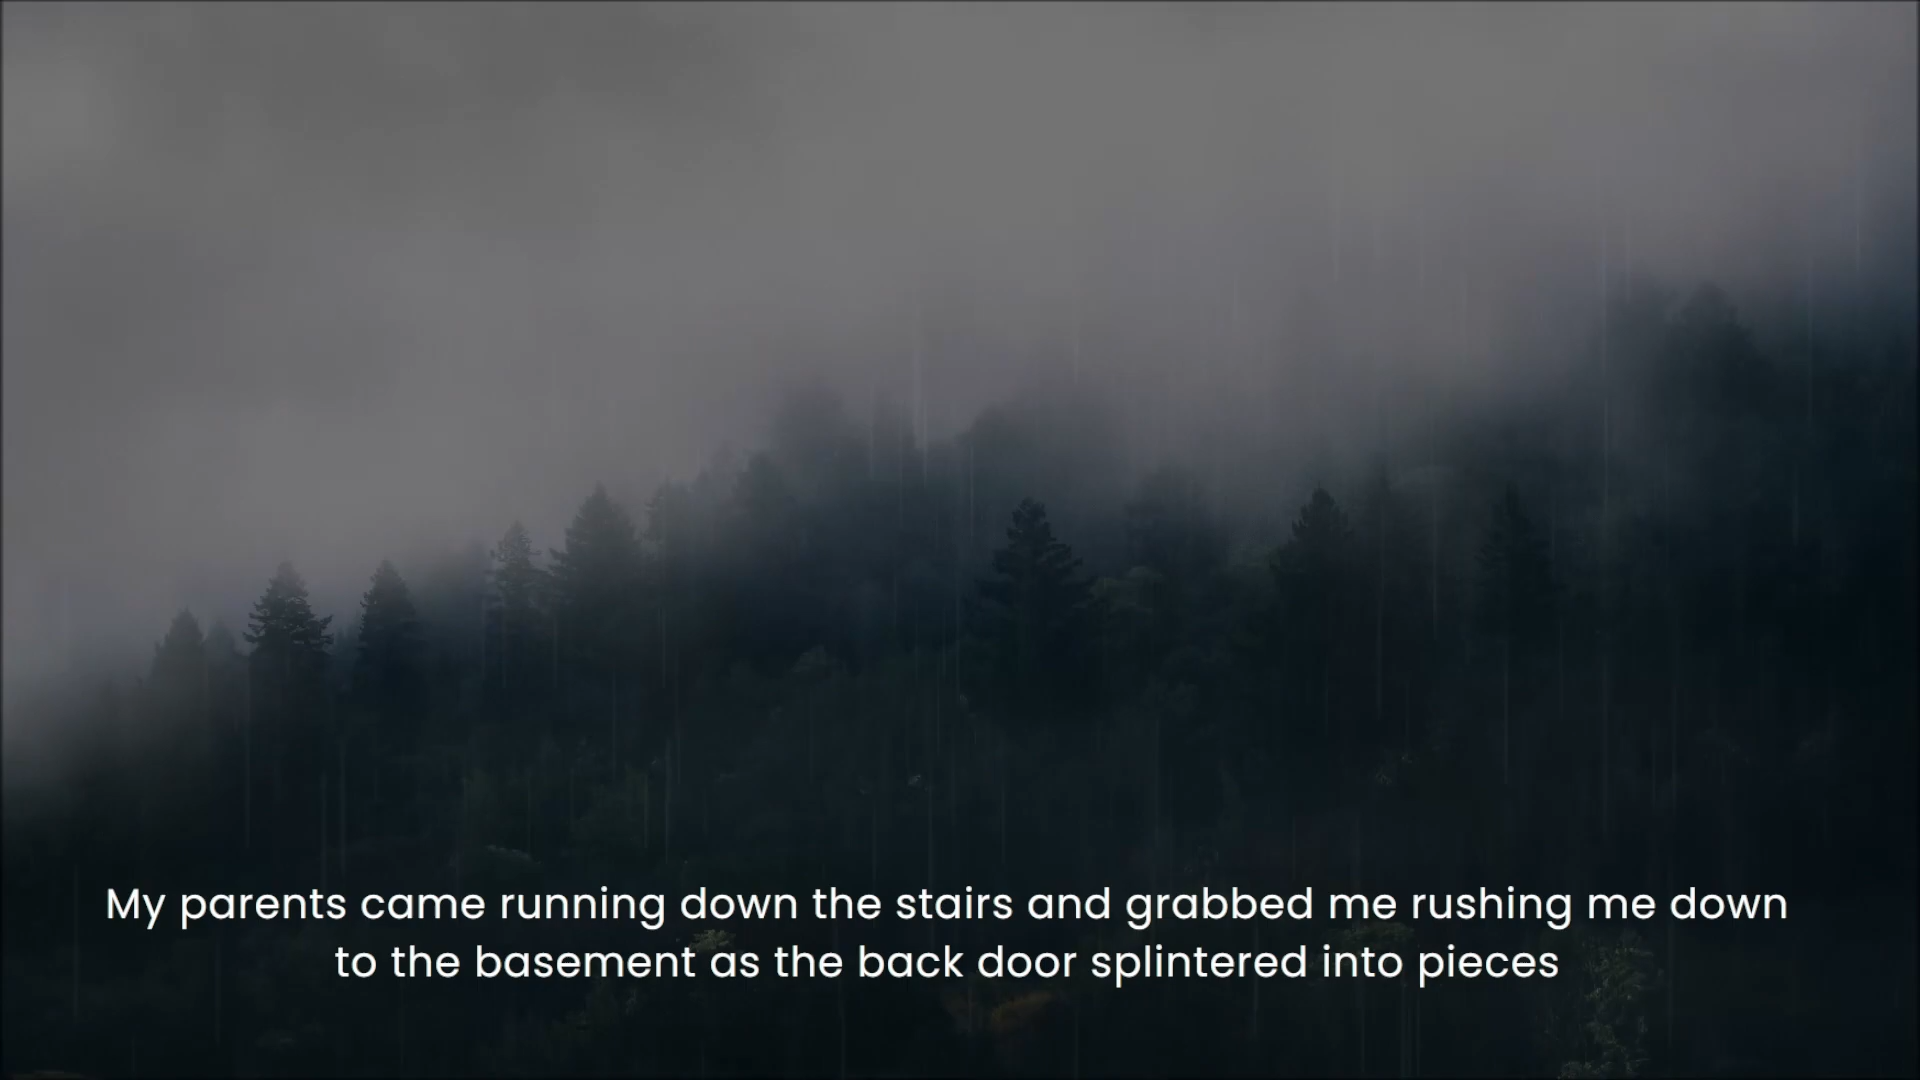 My parents came running down the stairs and grabbed me rushing me down
to the basement as the back door splintered into pieces